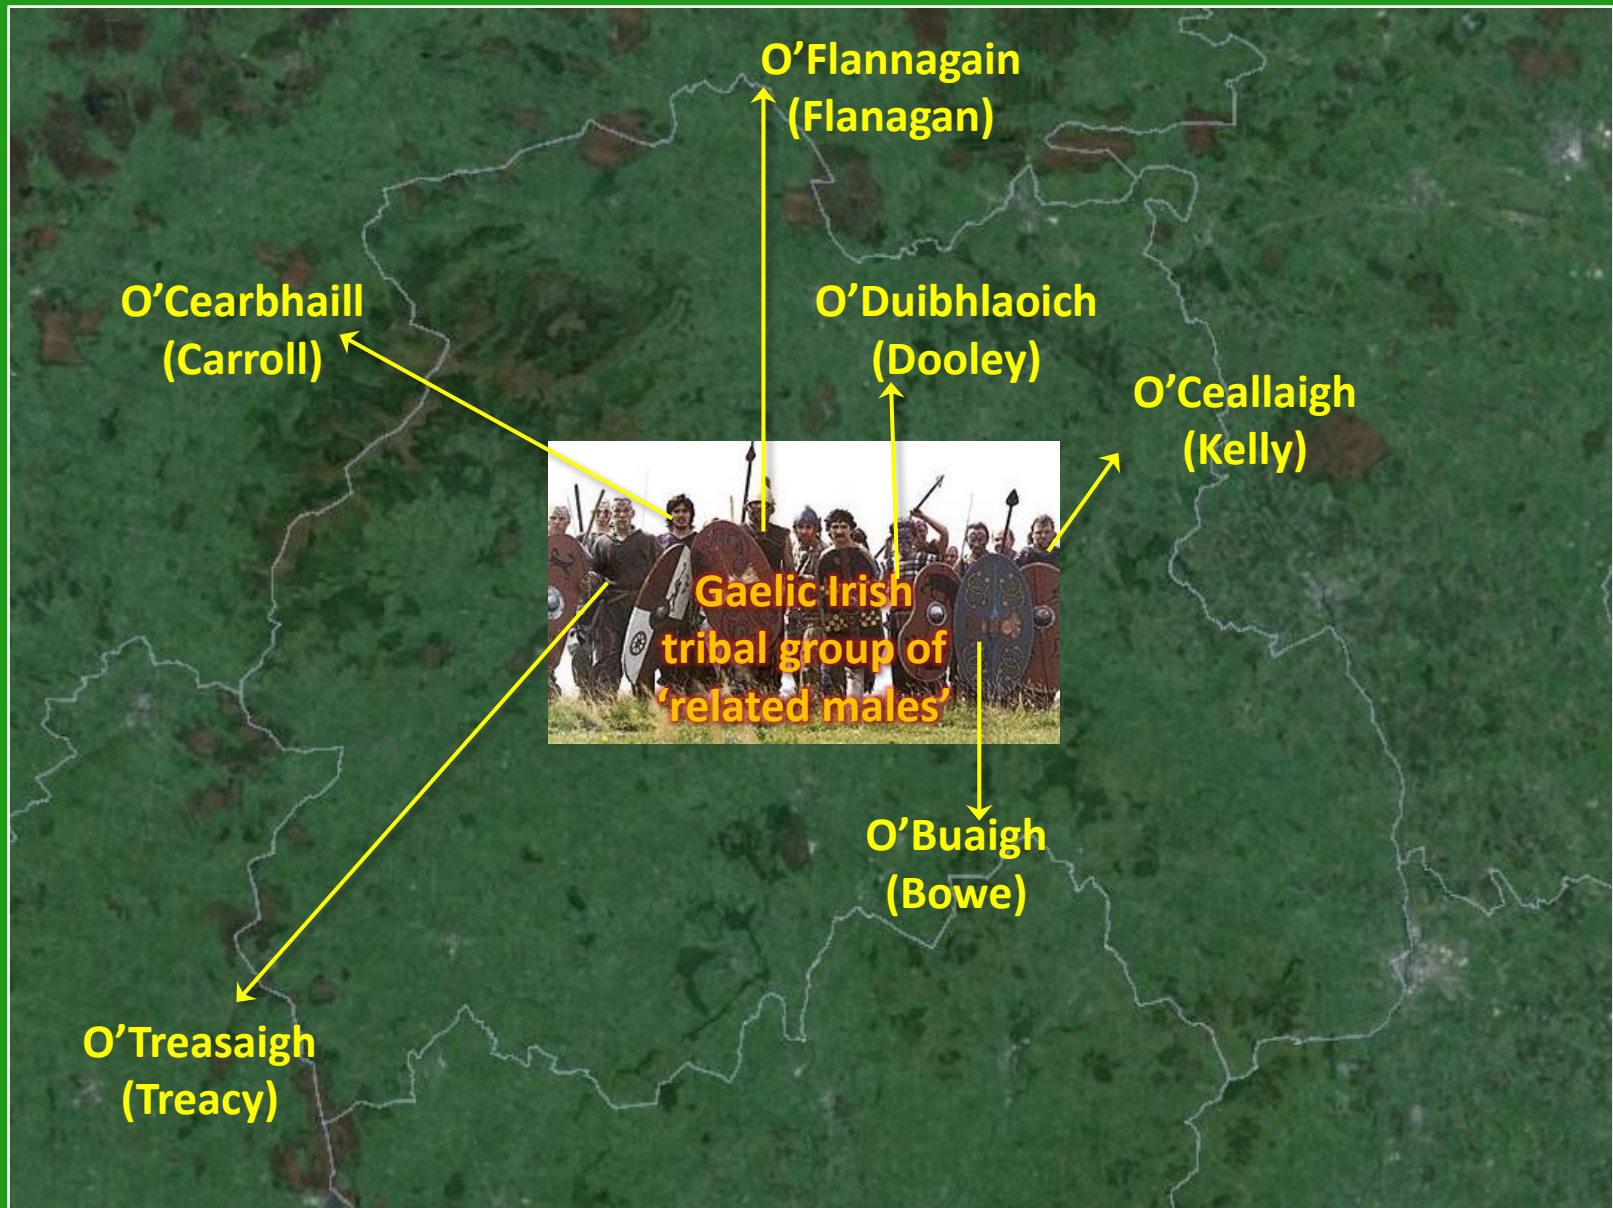 O’Flannagain
(Flanagan)
O’Cearbhaill
(Carroll)
O’Duibhlaoich
(Dooley)
O’Ceallaigh
(Kelly)
Gaelic Irish
tribal group of
‘related males’
O’Buaigh
(Bowe)
O’Treasaigh
(Treacy)